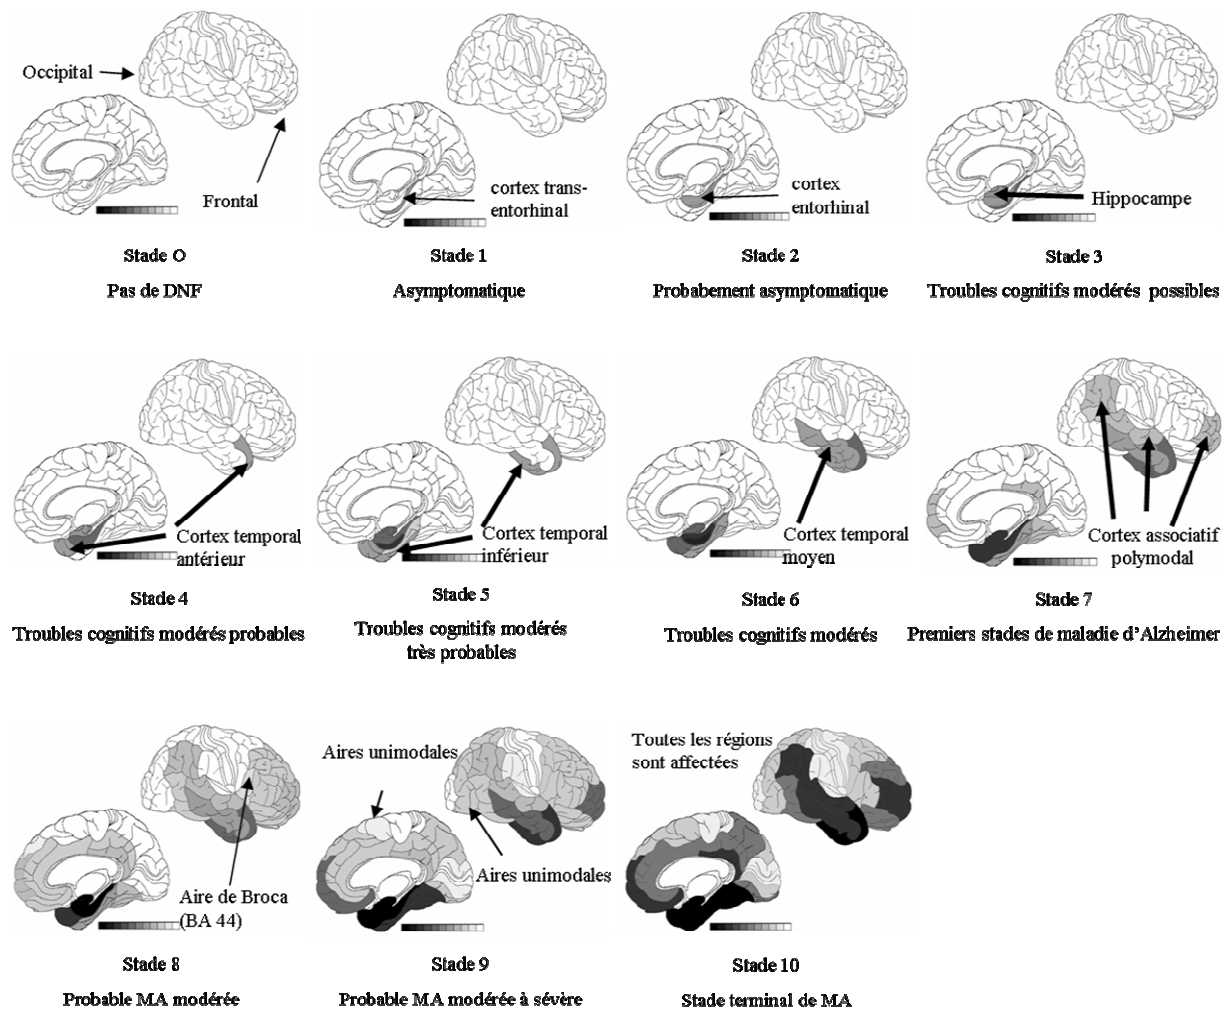 Occipital
Frontal
Stade O
Pas de DNF
cortex trans-
entorhinal
Stade 1
Asymptomatique
cortex
entorhinal
Stade 2
Probabement asymptomatique
Hippocampe
Stade 3
Troubles cognitifs modérés possibles
Cortex temporal
antérieur
Stade 4
Troubles cognitifs modérés probables
Cortex temporal
inférieur
Stade 5
Troubles cognitifs modérés
très probables
Cortex temporal
moyen
Stade 6
Troubles cognitifs modérés
Cortex associatif
polymodal
Stade 7
Premiers stades de maladie d'Alzheimer
Aire de Broca
(BA 44)
Stade 8
Probable MA modérée
Aires unimodales
Aires unimodales
Stade 9
Probable MA modérée à sévère
Toutes les régions
sont affectées
Stade 10
Stade terminal de MA